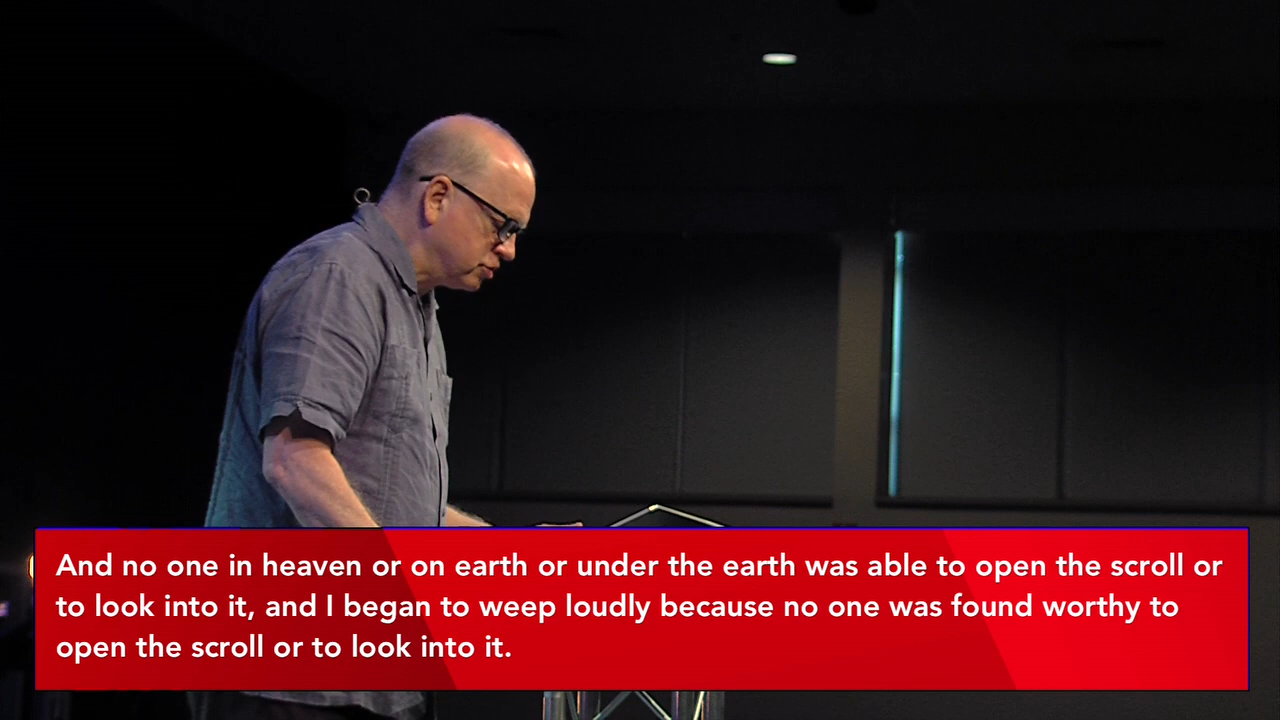 And no one in heaven or on earth or under the earth was able to open the scroll or
to look into it, and I began to weep loudly because no one was found worthy to
open the scroll or to look into it.